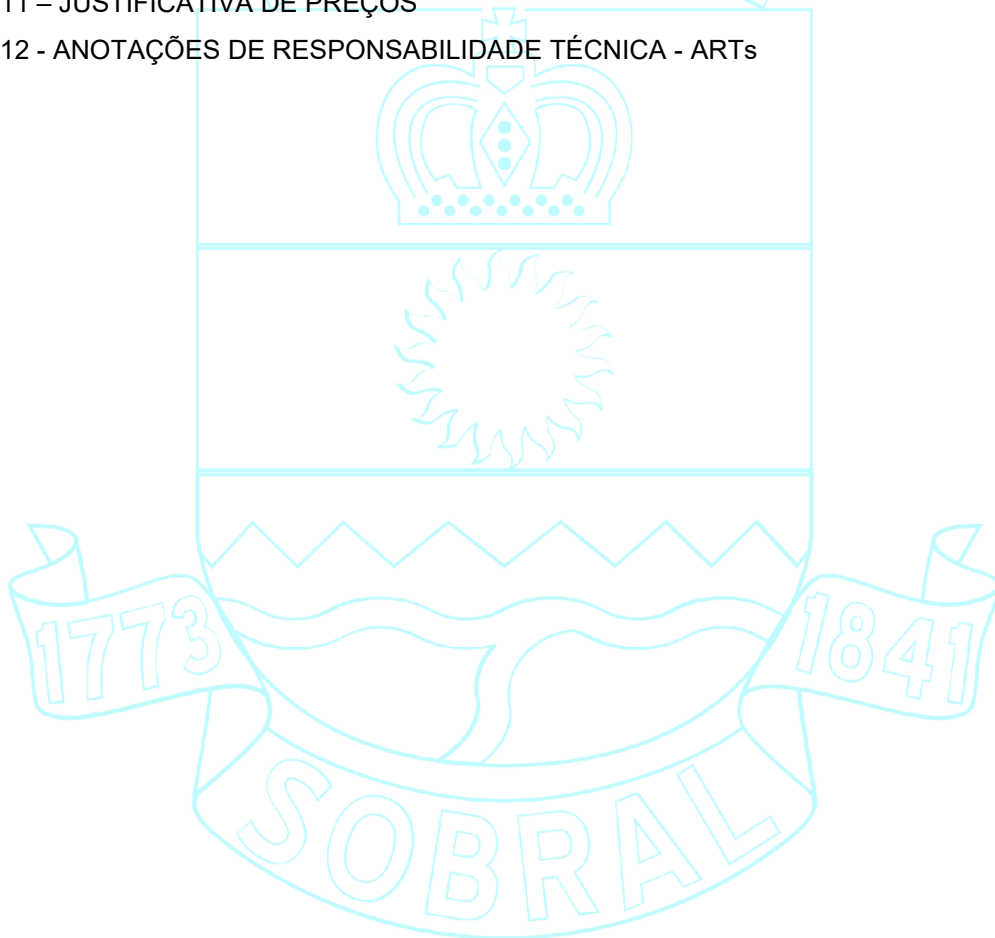 11 – JUSTIFICATIVA DE PREÇOS
12 - ANOTAÇÕES DE RESPONSABILIDADE TÉCNICA - ARTs
1773
1841
SOBRAL